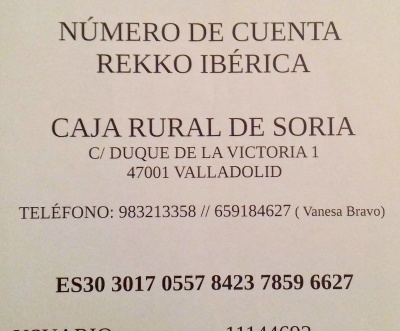 NÚMERO DE CUENTA
REKKO IBÉRICA
CAJA RURAL DE SORIA
C/ DUQUE DE LA VICTORIA 1
47001 VALLADOLID
TELÉFONO: 983213358 // 659184627 ( Vanesa Bravo)
ES30 3017 0557 8423 7859 6627